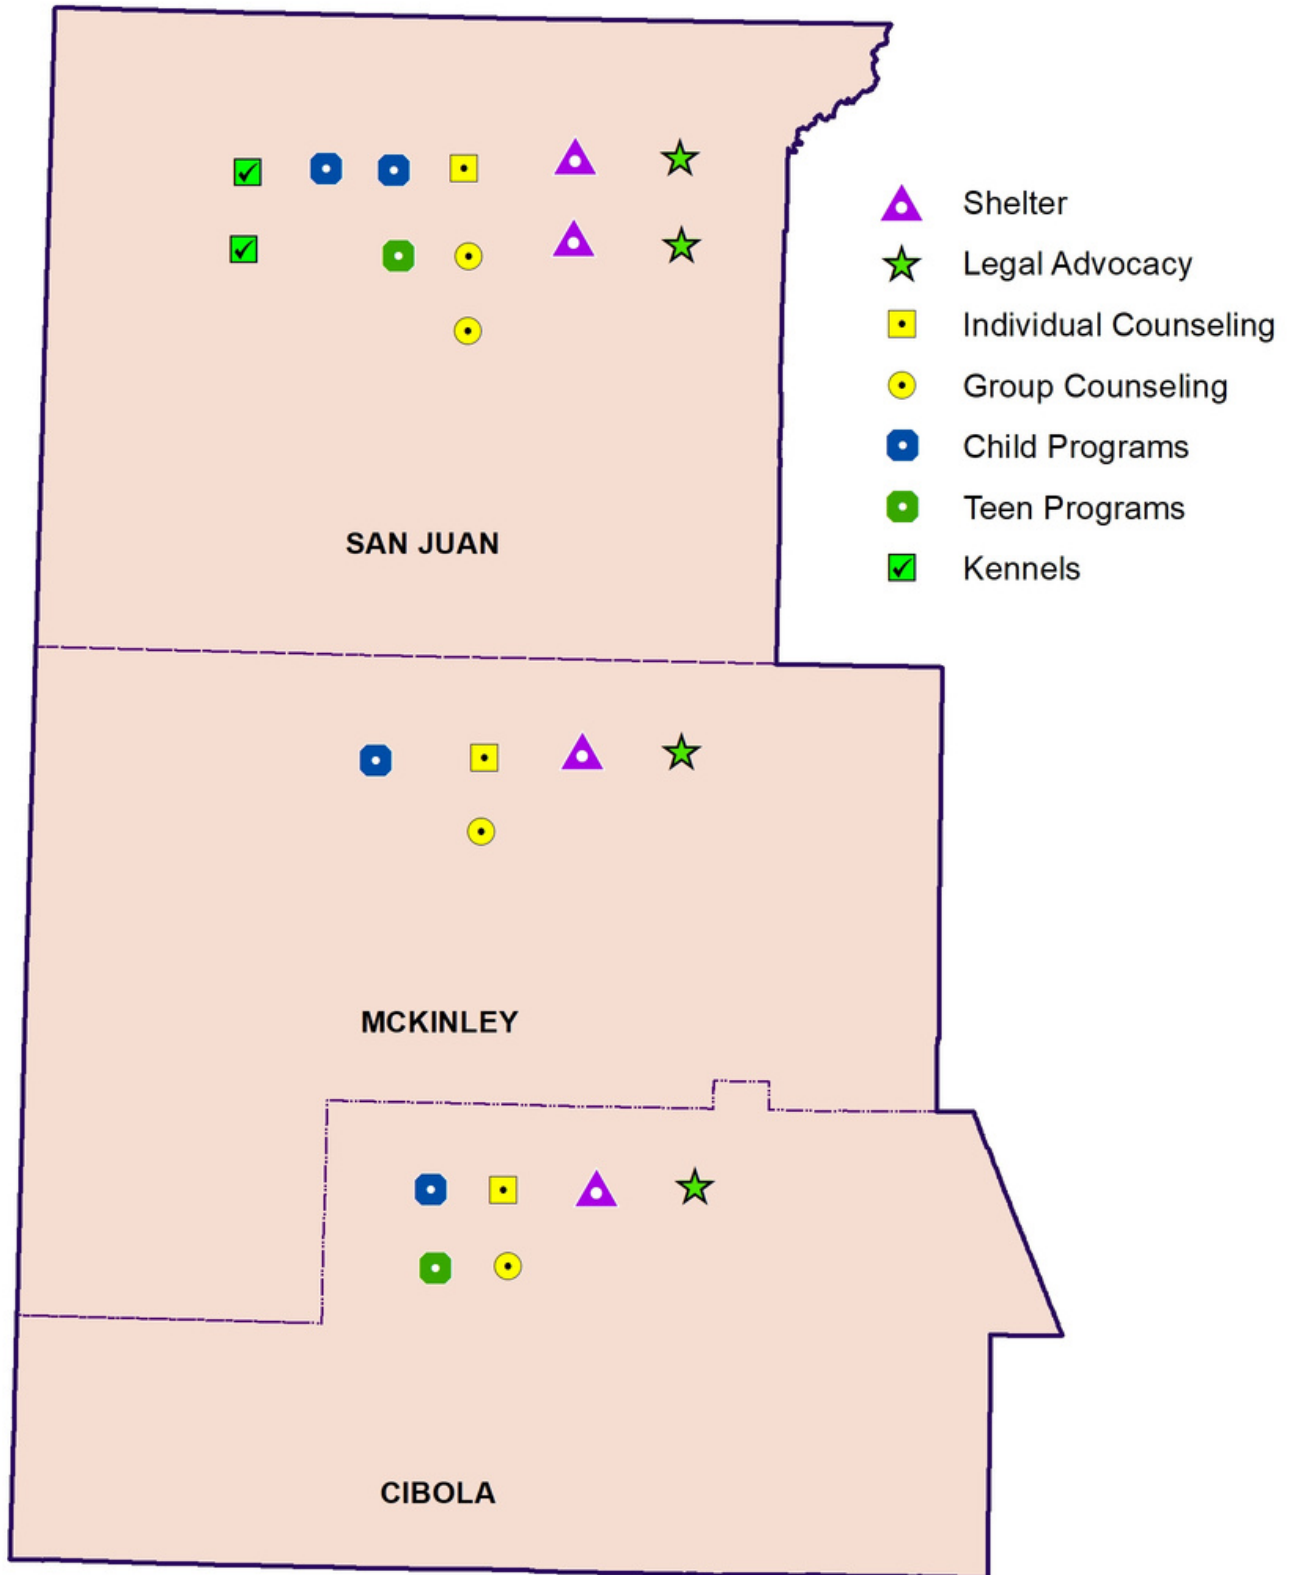 Shelter
Legal Advocacy
Individual Counseling
Group Counseling
Child Programs
Teen Programs
Kennels
SAN JUAN
MCKINLEY
CIBOLA